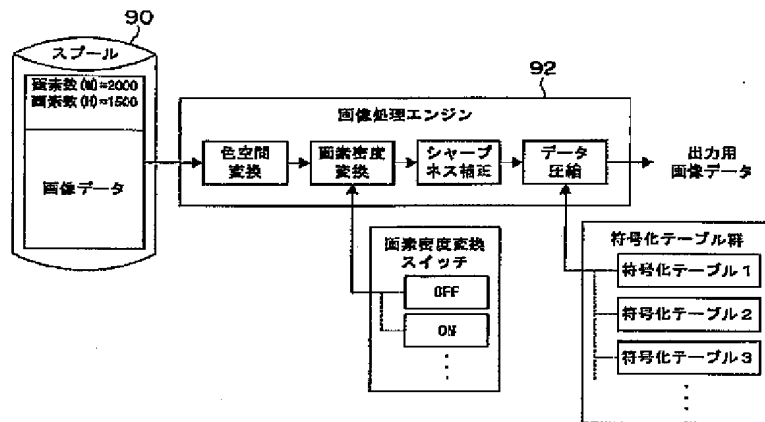 90
スプール
画素数(W)=2000
画素数(H)=1500
画像データ
92
画像処理エンジン
色空間
変換
画素密度
変換
シャープ
ネス補正
データ
圧縮
出力用
画像データ
画素密度変換
スイッチ
OFF
ON
符号化テーブル群
符号化テーブル1
符号化テーブル2
符号化テーブル3